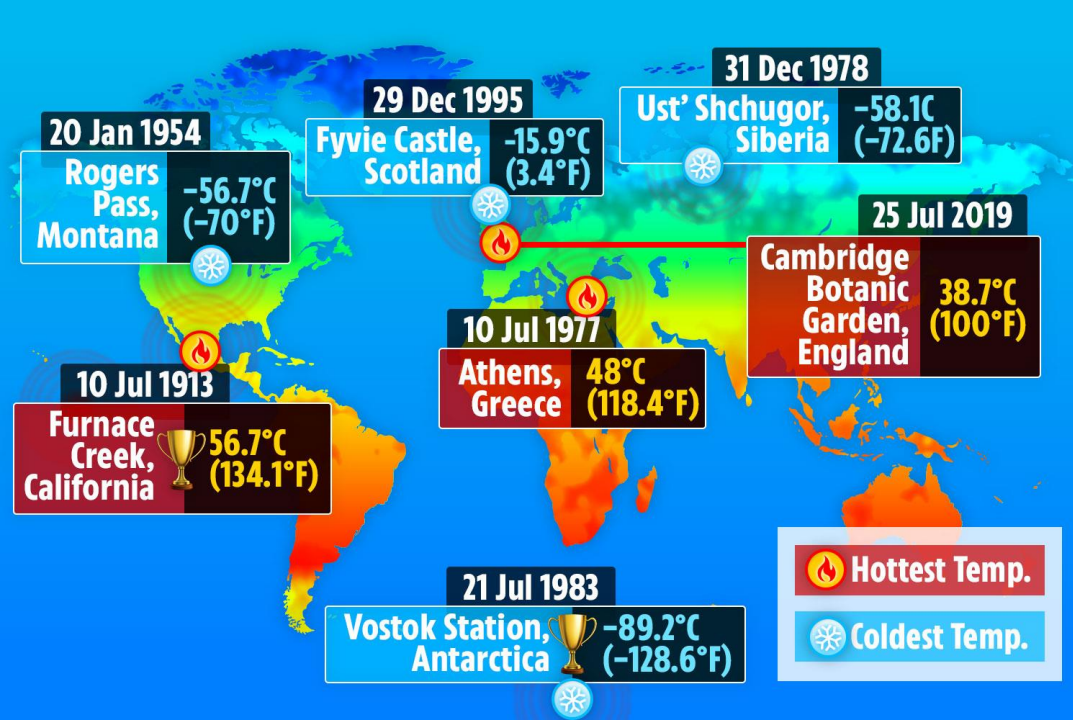 31 Dec 1978
Ust' Shchugor,
Siberia
−58.1C
(−72.6F)
29 Dec 1995
Fyvie Castle,
Scotland
-15.9°C
(3.4°F)
20 Jan 1954
Rogers
Pass,
Montana
−56.7°C
(−70°F)
25 Jul 2019
Cambridge
Botanic
Garden,
England
38.7°C
(100°F)
10 Jul 1977
Athens,
Greece
48°C
(118.4°F)
10 Jul 1913
Furnace
Creek,
California
56.7°C
(134.1°F)
21 Jul 1983
Vostok Station,
Antarctica
−89.2°C
(−128.6°F)
Hottest Temp.
Coldest Temp.